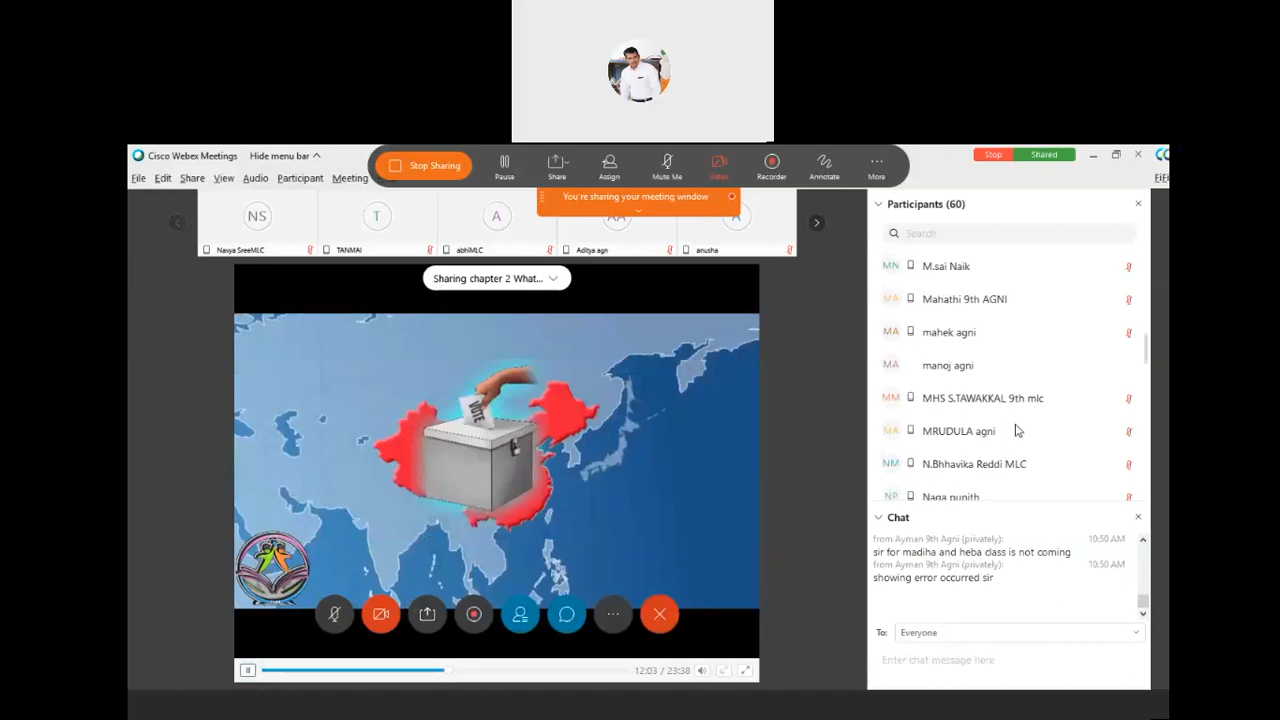 Cisco Webex Meetings
Hide menu bar
Stop Sharing
Pause
Share
Assign
Mute Me
Recorder
Annotate
More
Stop
Shared
File
Edit
Share
View
Audio
Participant
Meeting
You're sharing your meeting window
NS
T
A
AA
A
Navya SreeMLC
TANMAI
abhiMLC
Aditya agn
anusha
Sharing chapter 2 What...
VOTE
12:03 / 23:38
Participants (60)
Search
MN
M.sai Naik
MA
Mahathi 9th AGNI
MA
mahek agni
MA
manoj agni
MM
MHS S.TAWAKKAL 9th mlc
MA
MRUDULA agni
NM
N.Bhhavika Reddi MLC
NP
Naga punith
Chat
from Ayman 9th Agni (privately):
10:50 AM
sir for madiha and heba class is not coming
from Ayman 9th Agni (privately):
10:50 AM
showing error occurred sir
To:
Everyone
Enter chat message here